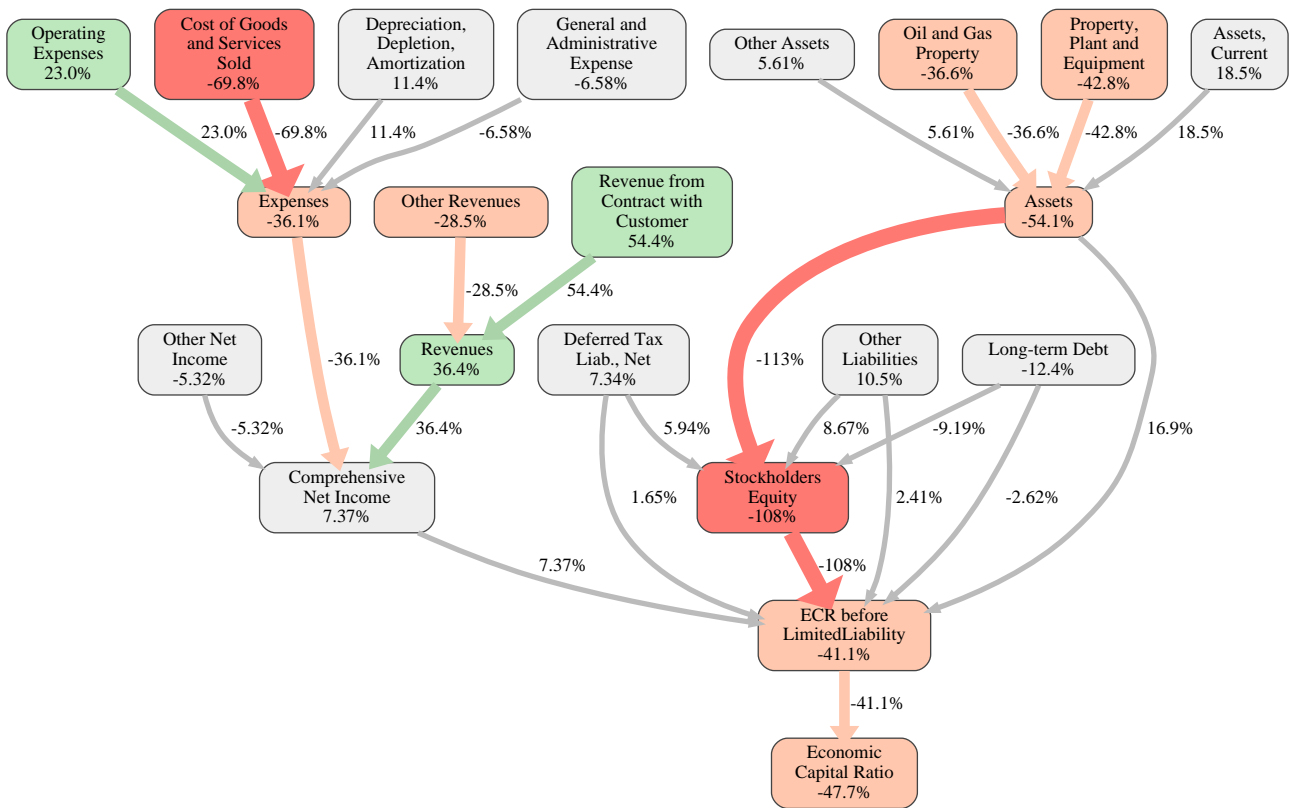 Operating
Expenses
23.0%
Cost of Goods
and Services
Sold
-69.8%
Depreciation,
Depletion,
Amortization
11.4%
General and
Administrative
Expense
-6.58%
Other Assets
5.61%
Oil and Gas
Property
-36.6%
Property,
Plant and
Equipment
-42.8%
Assets,
Current
18.5%
23.0%
-69.8%
11.4%
-6.58%
5.61%
-36.6%
-42.8%
18.5%
Expenses
-36.1%
Other Revenues
-28.5%
Revenue from
Contract with
Customer
54.4%
Assets
-54.1%
-28.5%
54.4%
Other Net
Income
-5.32%
-36.1%
Revenues
36.4%
Deferred Tax
Liab., Net
7.34%
-113%
Other
Liabilities
10.5%
Long-term Debt
-12.4%
-5.32%
36.4%
5.94%
8.67%
-9.19%
16.9%
Comprehensive
Net Income
7.37%
1.65%
Stockholders
Equity
-108%
2.41%
-2.62%
7.37%
-108%
ECR before
LimitedLiability
-41.1%
-41.1%
Economic
Capital Ratio
-47.7%